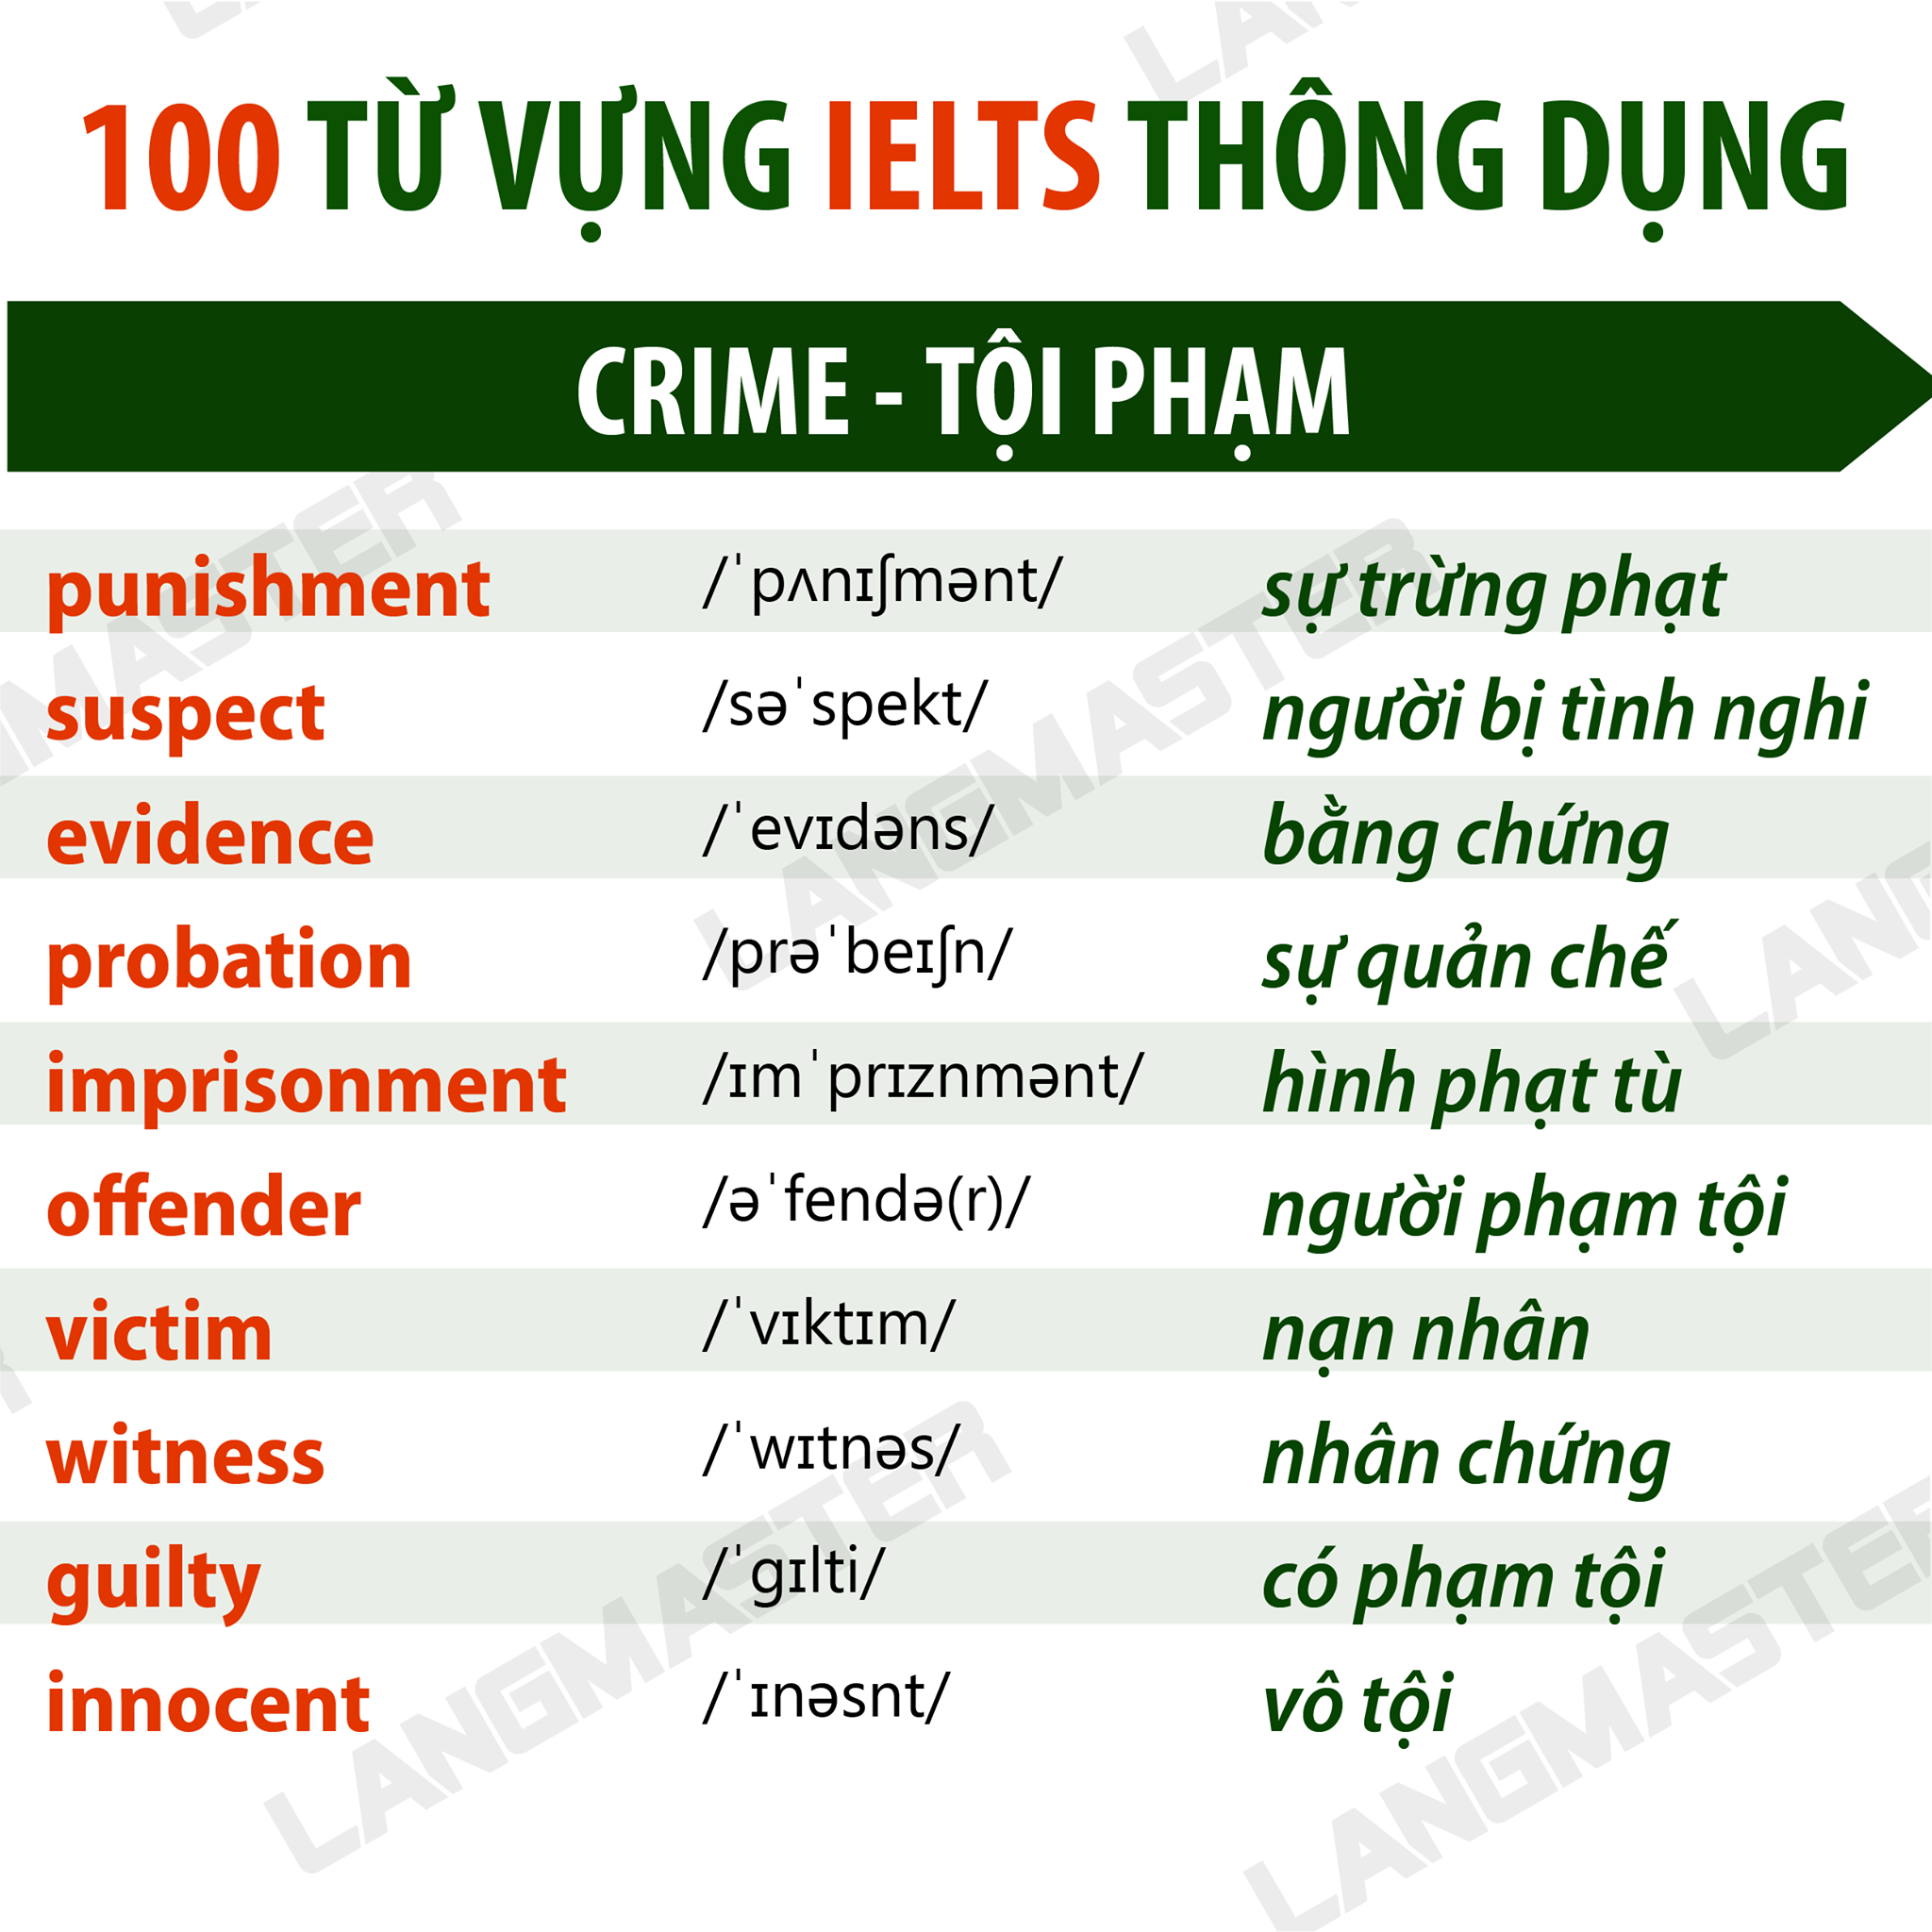 100 TỪ VỰNG IELTS THÔNG DỤNG
CRIME - TỘI PHẠM
punishment /ˈpʌnɪʃmənt/ sự trừng phạt
suspect /səˈspekt/ người bị tình nghi
evidence /ˈevɪdəns/ bằng chứng
probation /prəˈbeɪʃn/ sự quản chế
imprisonment /ɪmˈprɪznmənt/ hình phạt tù
offender /əˈfendə(r)/ người phạm tội
victim /ˈvɪktɪm/ nạn nhân
witness /ˈwɪtnəs/ nhân chứng
guilty /ˈgɪlti/ có phạm tội
innocent /ˈɪnəsnt/ vô tội
LANGMASTER
LANGMASTER
LANGMASTER